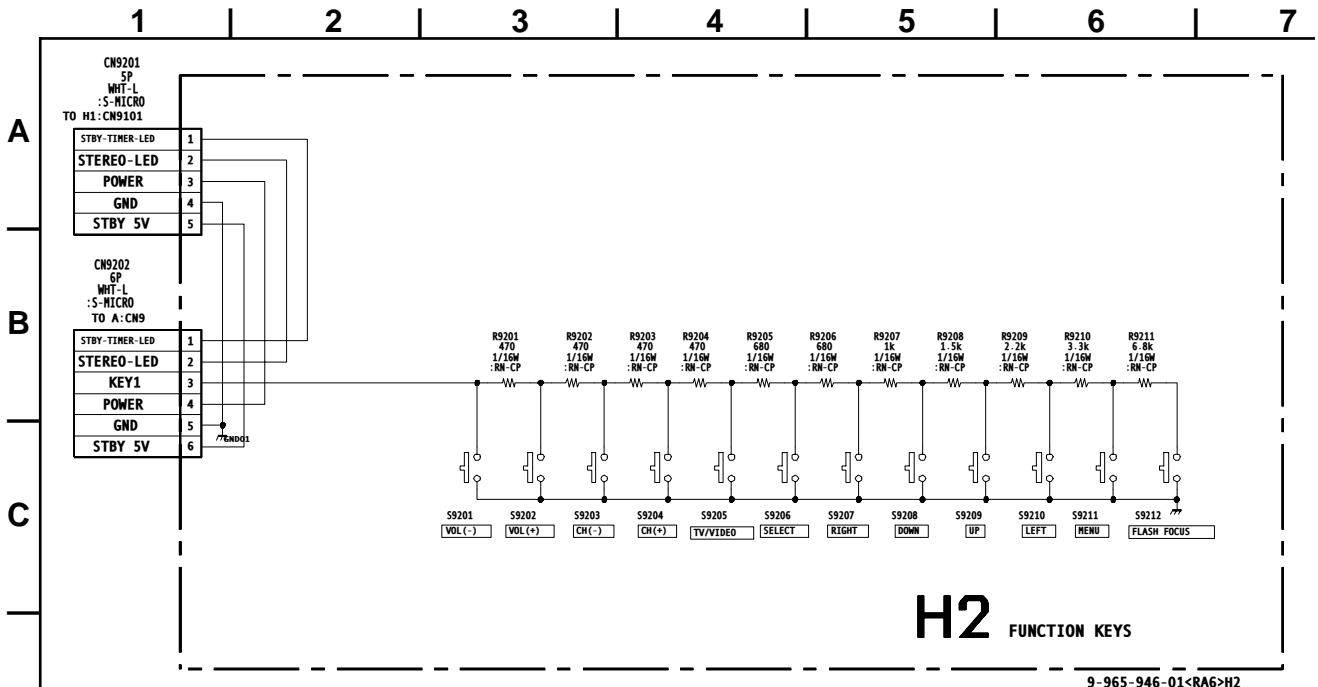 1 2 3 4 5 6 7
A
B
C
CN9201
5P
WHT-L
:S-MICRO
TO H1:CN9101
STBY-TIMER-LED 1
STEREO-LED 2
POWER 3
GND 4
STBY 5V 5
CN9202
6P
WHT-L
:S-MICRO
TO A:CN9
STBY-TIMER-LED 1
STEREO-LED 2
KEY1 3
POWER 4
GND 5
STBY 5V 6
GND01
R9201
470
1/16W
:RN-CP
R9202
470
1/16W
:RN-CP
R9203
470
1/16W
:RN-CP
R9204
470
1/16W
:RN-CP
R9205
680
1/16W
:RN-CP
R9206
680
1/16W
:RN-CP
R9207
1k
1/16W
:RN-CP
R9208
1.5k
1/16W
:RN-CP
R9209
2.2k
1/16W
:RN-CP
R9210
3.3k
1/16W
:RN-CP
R9211
6.8k
1/16W
:RN-CP
S9201
VOL(-)
S9202
VOL(+)
S9203
CH(-)
S9204
CH(+)
S9205
TV/VIDEO
S9206
SELECT
S9207
RIGHT
S9208
DOWN
S9209
UP
S9210
LEFT
S9211
MENU
S9212
FLASH FOCUS
H2 FUNCTION KEYS
9-965-946-01<RA6>H2